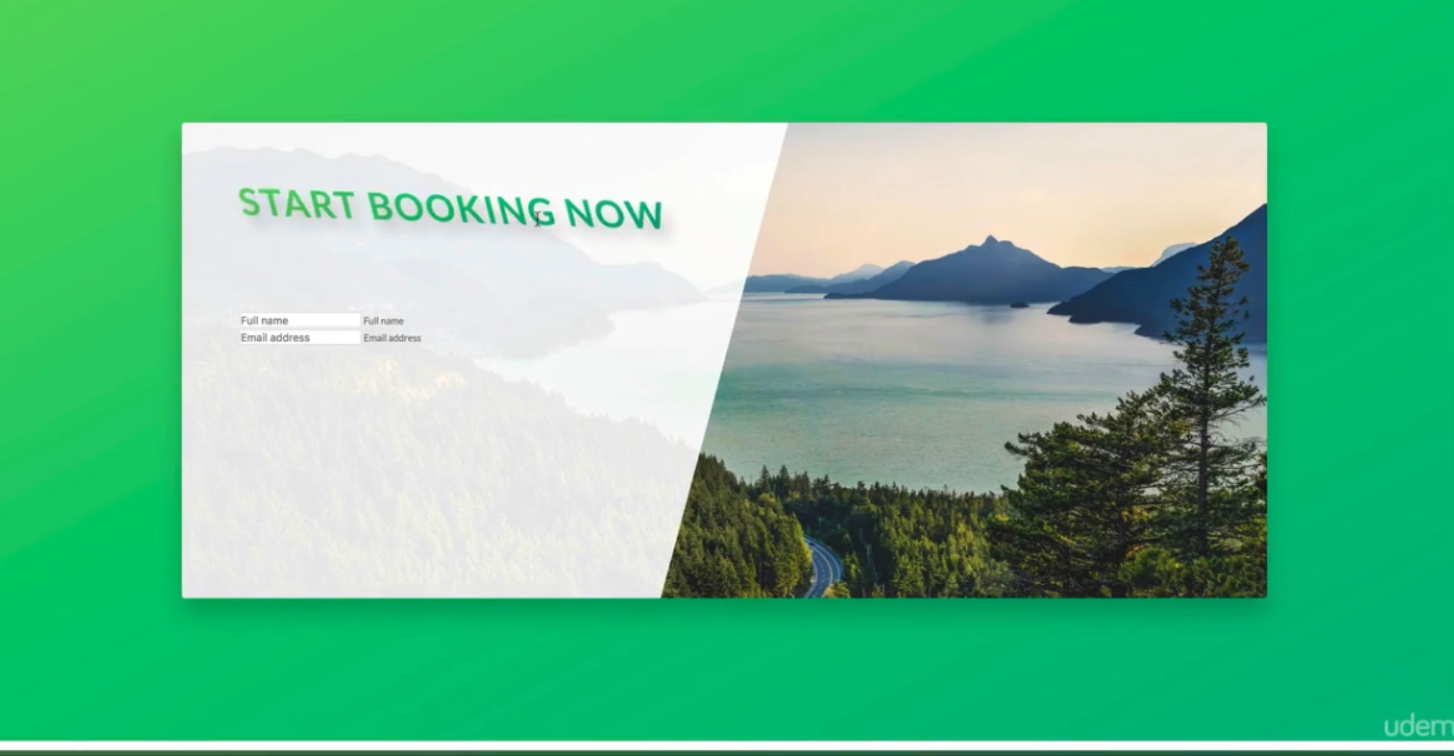 START BOOKING NOW
Full name Full name
Email address Email address
udem